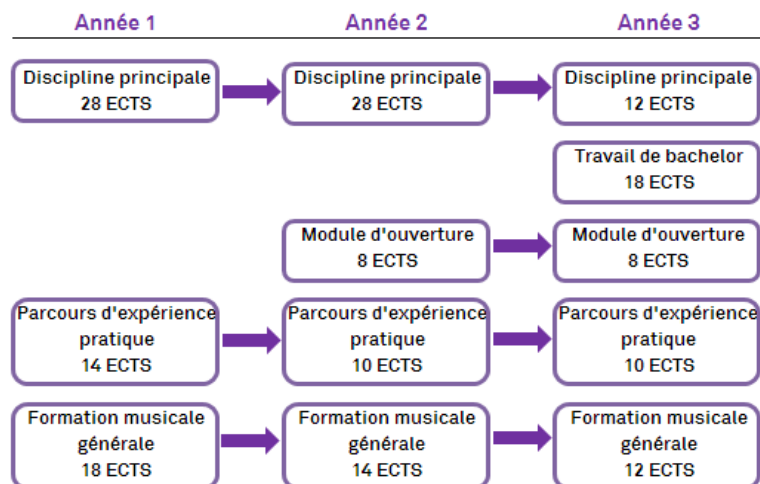 Année 1
Année 2
Année 3
Discipline principale
28 ECTS
Discipline principale
28 ECTS
Discipline principale
12 ECTS
Travail de bachelor
18 ECTS
Module d'ouverture
8 ECTS
Module d'ouverture
8 ECTS
Parcours d'expérience
pratique
14 ECTS
Parcours d'expérience
pratique
10 ECTS
Parcours d'expérience
pratique
10 ECTS
Formation musicale
générale
18 ECTS
Formation musicale
générale
14 ECTS
Formation musicale
générale
12 ECTS